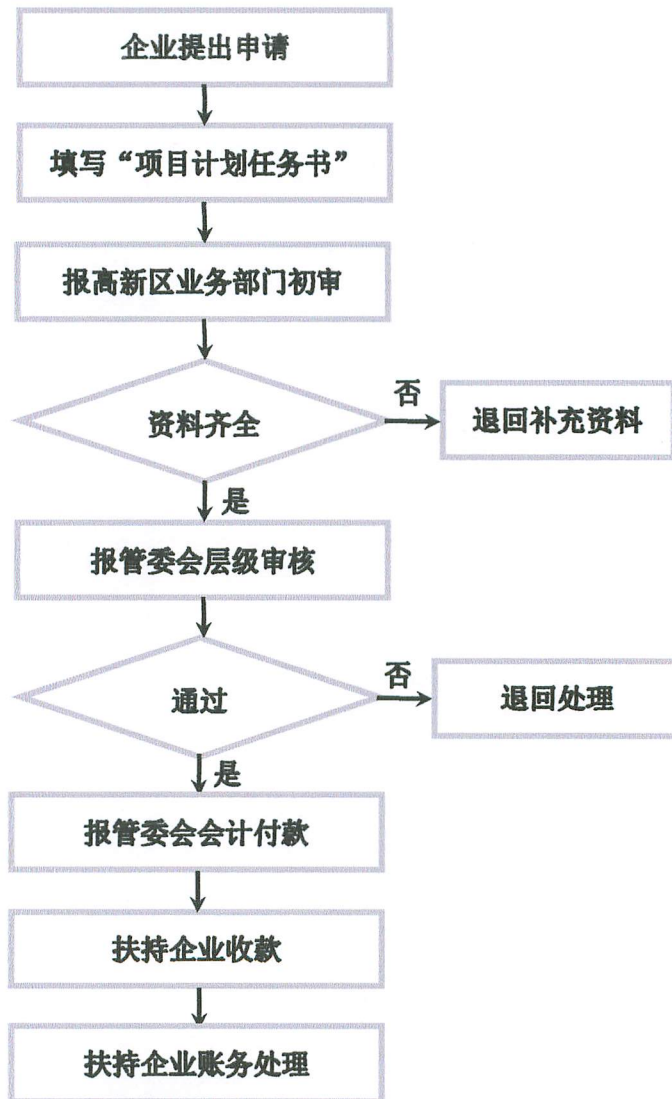 企业提出申请
填写“项目计划任务书”
报高新区业务部门初审
资料齐全
否
退回补充资料
是
报管委会层级审核
通过
否
退回处理
是
报管委会会计付款
扶持企业收款
扶持企业账务处理